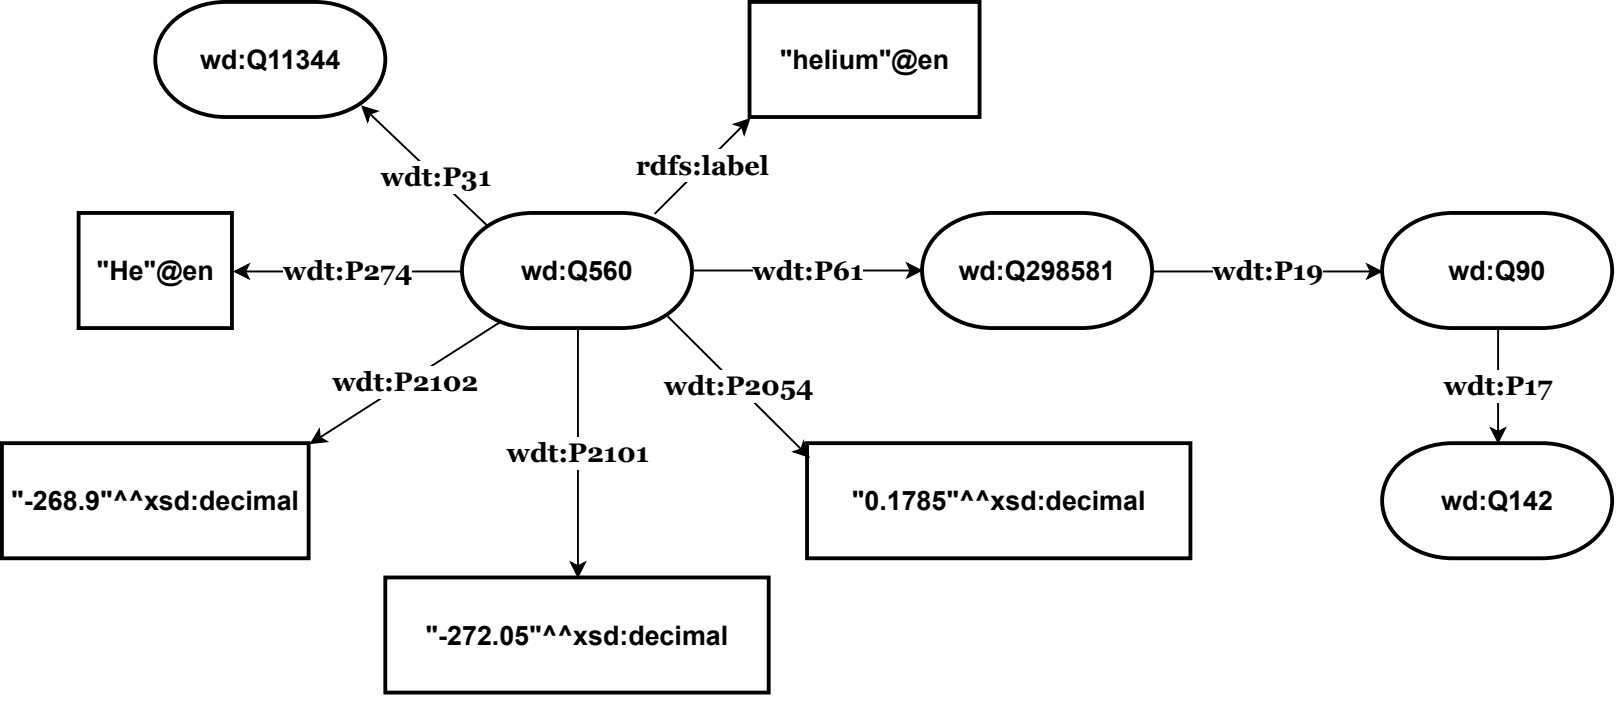 wd:Q11344
"helium"@en
wdt:P31
rdfs:label
"He"@en
wdt:P274
wd:Q560
wdt:P61
wd:Q298581
wdt:P19
wd:Q90
wdt:P2102
wdt:P2054
wdt:P17
wdt:P2101
"-268.9"^^xsd:decimal
"0.1785"^^xsd:decimal
wd:Q142
"-272.05"^^xsd:decimal